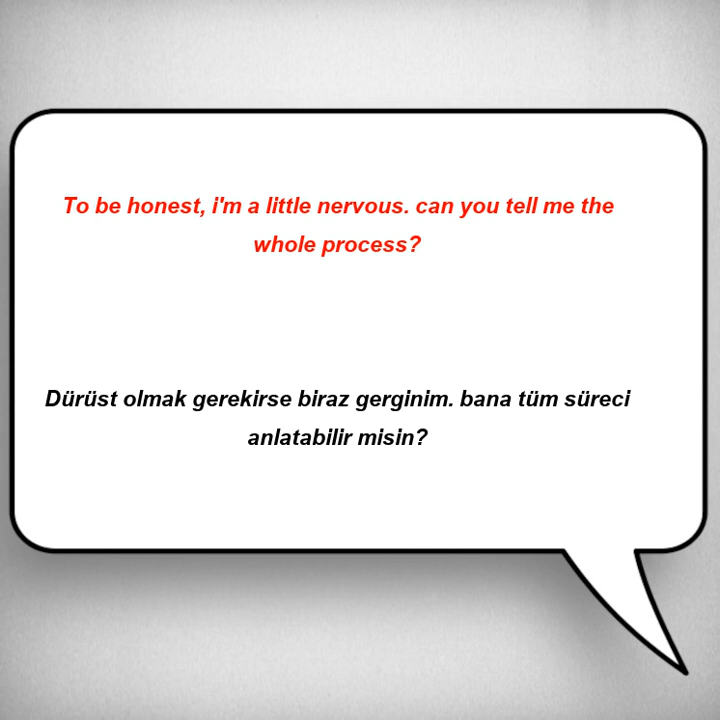 To be honest, i'm a little nervous. can you tell me the
whole process?
Dürüst olmak gerekirse biraz gerginim. bana tüm süreci
anlatabilir misin?